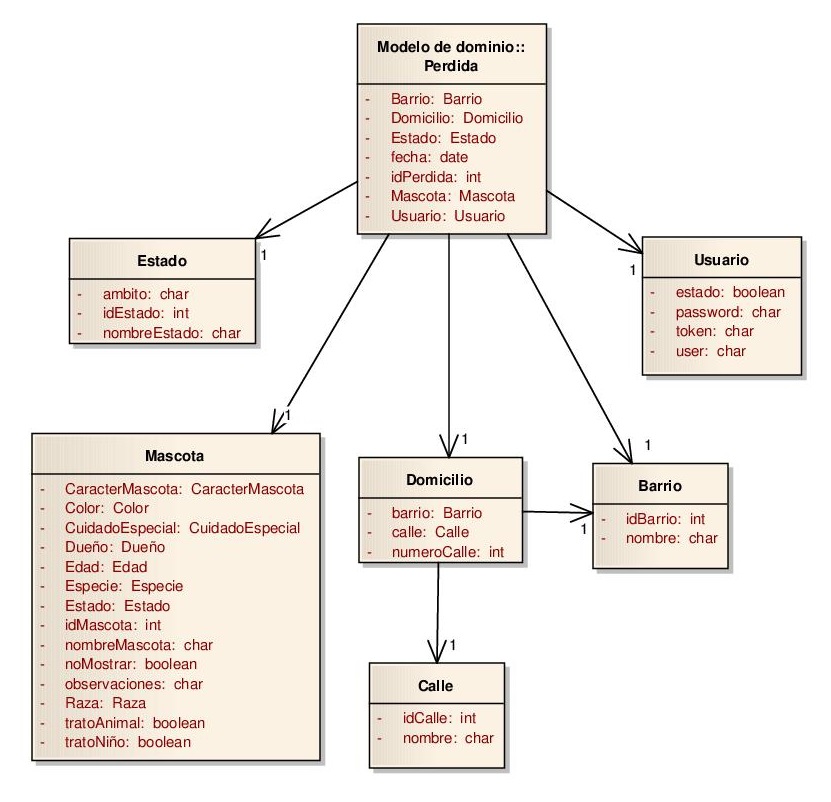 Modelo de dominio::
Perdida
- Barrio: Barrio
- Domicilio: Domicilio
- Estado: Estado
- fecha: date
- idPerdida: int
- Mascota: Mascota
- Usuario: Usuario
1
Estado
- ambito: char
- idEstado: int
- nombreEstado: char
1
Usuario
- estado: boolean
- password: char
- token: char
- user: char
1
Mascota
- CaracterMascota: CaracterMascota
- Color: Color
- CuidadoEspecial: CuidadoEspecial
- Dueño: Dueño
- Edad: Edad
- Especie: Especie
- Estado: Estado
- idMascota: int
- nombreMascota: char
- noMostrar: boolean
- observaciones: char
- Raza: Raza
- tratoAnimal: boolean
- tratoNiño: boolean
1
Domicilio
- barrio: Barrio
- calle: Calle
- numeroCalle: int
1
1
Barrio
- idBarrio: int
- nombre: char
1
Calle
- idCalle: int
- nombre: char